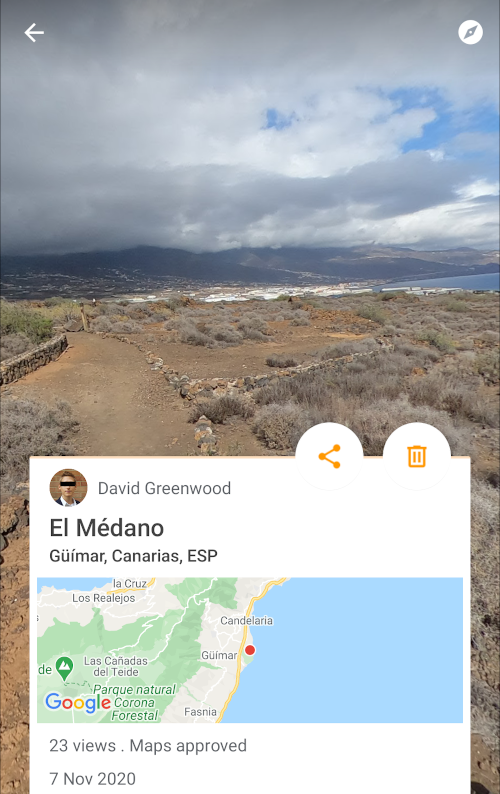 David Greenwood
El Médano
Güímar, Canarias, ESP
la Cruz
Los Realejos
Candelaria
Güímar
de
Las Cañadas
del Teide
Parque natural
Corona
Forestal
Google
Fasnia
23 views . Maps approved
7 Nov 2020